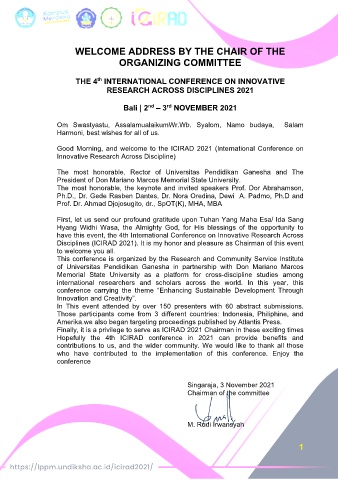 iCIRAD
WELCOME ADDRESS BY THE CHAIR OF THE
ORGANIZING COMMITTEE
THE 4th INTERNATIONAL CONFERENCE ON INNOVATIVE
RESEARCH ACROSS DISCIPLINES 2021
Bali | 2nd – 3rd NOVEMBER 2021
Om Swastyastu, AssalamualaikumWr.Wb. Syalom, Namo budaya, Salam
Harmoni, best wishes for all of us.
Good Morning, and welcome to the ICIRAD 2021 (International Conference on
Innovative Research Across Discipline)
The most honorable, Rector of Universitas Pendidikan Ganesha and The
President of Don Mariano Marcos Memorial State University.
The most honorable, the keynote and invited speakers Prof. Dor Abrahamson,
Ph.D., Dr. Gede Rasben Dantes, Dr. Nora Oredina, Dewi A. Padmo, Ph.D and
Prof. Dr. Ahmad Djojosugito, dr., SpOT(K), MHA, MBA
First, let us send our profound gratitude upon Tuhan Yang Maha Esa/ Ida Sang
Hyang Widhi Wasa, the Almighty God, for His blessings of the opportunity to
have this event, the 4th International Conference on Innovative Research Across
Disciplines (ICIRAD 2021). It is my honor and pleasure as Chairman of this event
to welcome you all.
This conference is organized by the Research and Community Service Institute
of Universitas Pendidikan Ganesha in partnership with Don Mariano Marcos
Memorial State University as a platform for cross-discipline studies among
international researchers and scholars across the world. In this year, this
conference carrying the theme “Enhancing Sustainable Development Through
Innovation and Creativity”.
In This event attended by over 150 presenters with 60 abstract submissions.
Those participants come from 3 different countries: Indonesia, Philiphine, and
Amerika.we also began targeting proceedings published by Atlantis Press.
Finally, it is a privilege to serve as ICIRAD 2021 Chairman in these exciting times
Hopefully the 4th ICIRAD conference in 2021 can provide benefits and
contributions to us, and the wider community. We would like to thank all those
who have contributed to the implementation of this conference. Enjoy the
conference
Singaraja, 3 November 2021
Chairman of the committee
M. Rodi Irwansyah
1
https://lppm.undiksha.ac.id/icirad2021/